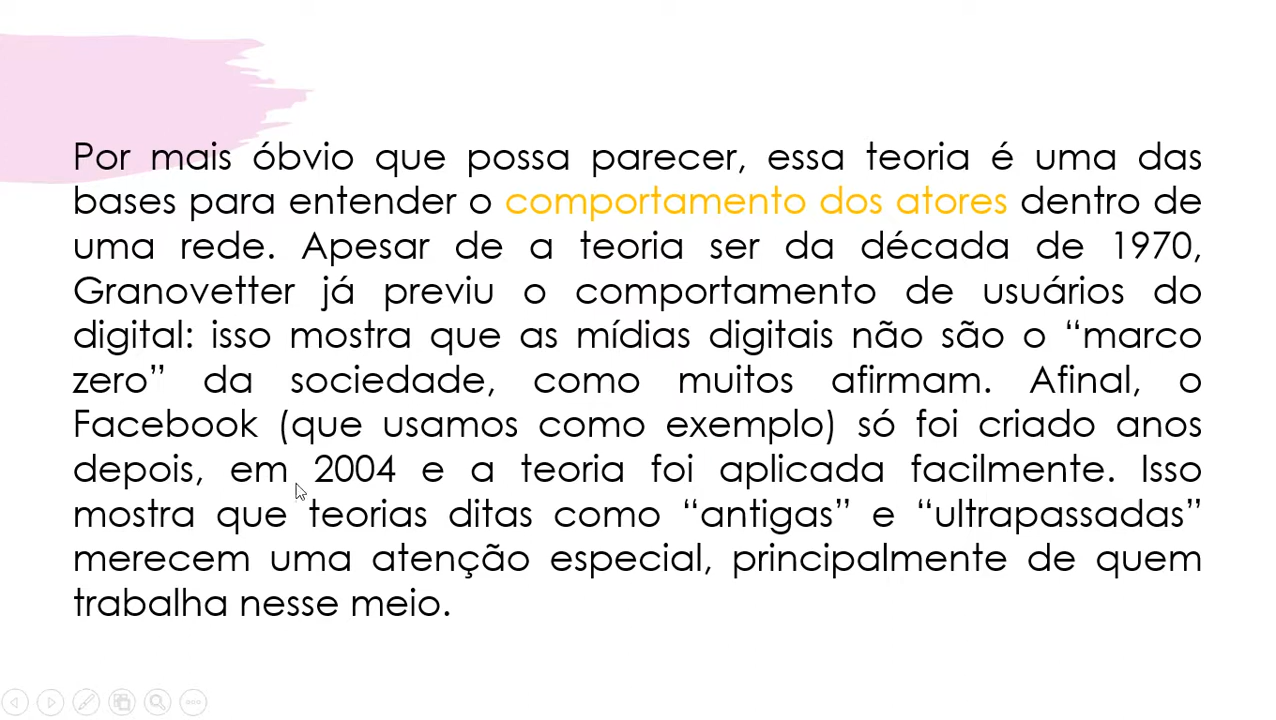 Por mais óbvio que possa parecer, essa teoria é uma das
bases para entender o comportamento dos atores dentro de
uma rede. Apesar de a teoria ser da década de 1970,
Granovetter já previu o comportamento de usuários do
digital: isso mostra que as mídias digitais não são o “marco
zero” da sociedade, como muitos afirmam. Afinal, o
Facebook (que usamos como exemplo) só foi criado anos
depois, em 2004 e a teoria foi aplicada facilmente. Isso
mostra que teorias ditas como “antigas” e “ultrapassadas”
merecem uma atenção especial, principalmente de quem
trabalha nesse meio.